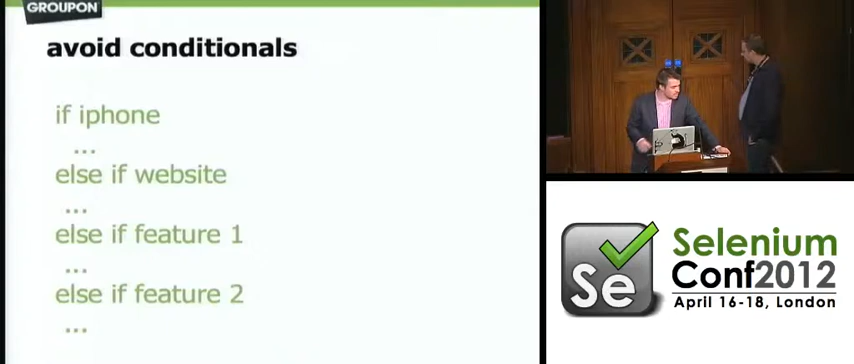 GROUPON
avoid conditionals
if iphone
...
else if website
...
else if feature 1
...
else if feature 2
...
Se
Selenium
Conf2012
April 16-18, London